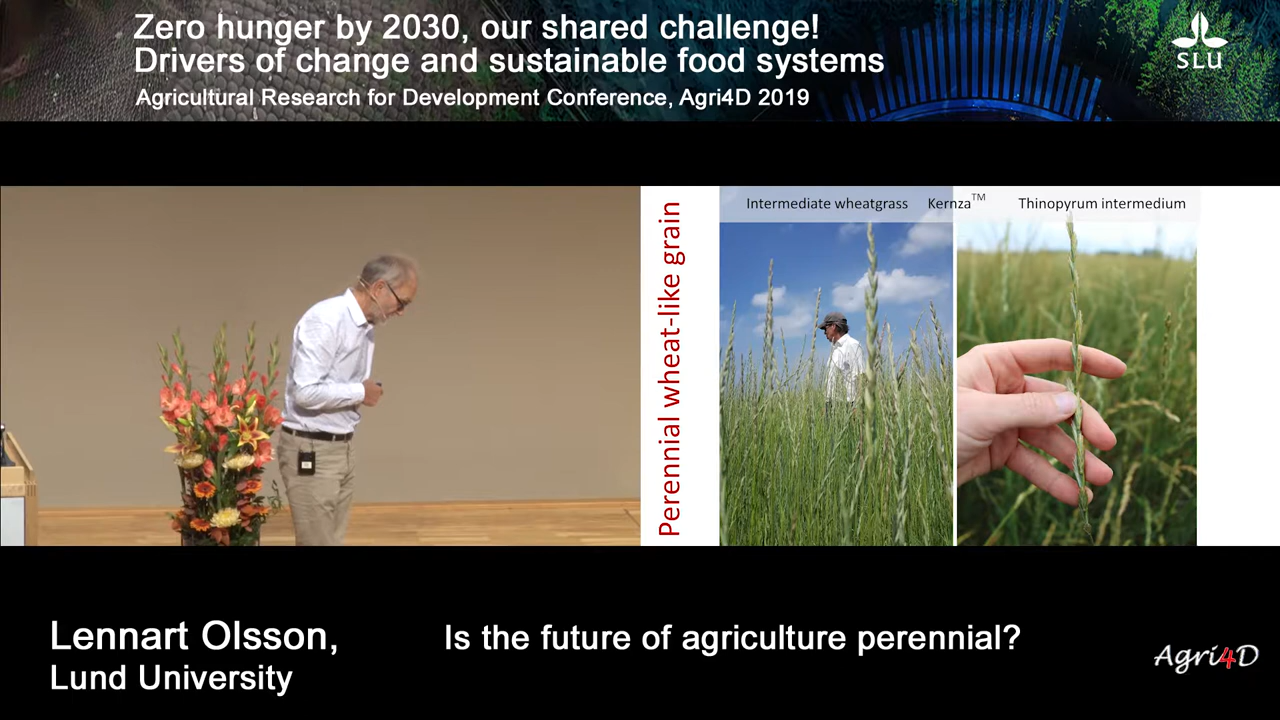 Zero hunger by 2030, our shared challenge!
Drivers of change and sustainable food systems
Agricultural Research for Development Conference, Agri4D 2019
SLU
Perennial wheat-like grain
Intermediate wheatgrass Kernza™ Thinopyrum intermedium
Lennart Olsson,
Lund University
Is the future of agriculture perennial?
Agri4D